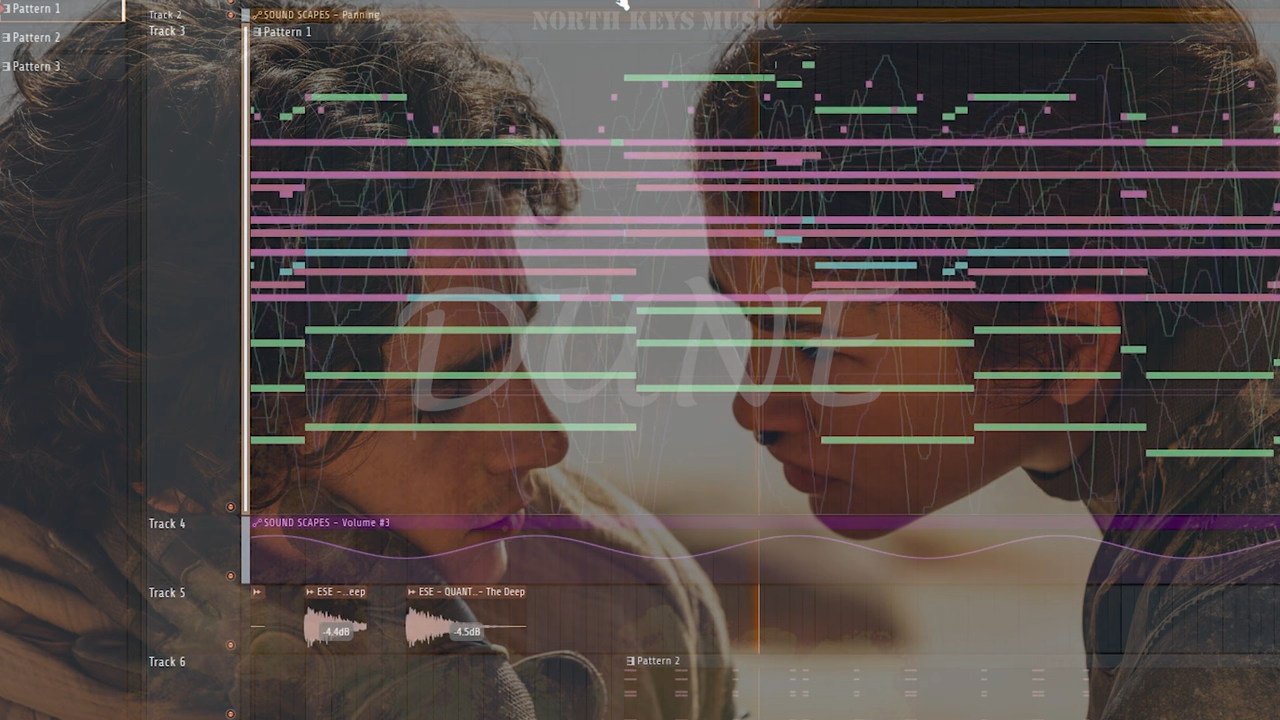 Pattern 1
Pattern 2
Pattern 3
Track 2
SOUND SCAPES - Panning
NORTH KEYS MUSIC
Track 3
Pattern 1
DUNE
Track 4
SOUND SCAPES - Volume #3
Track 5
ESE -...eep
ESE - QUANT...- The Deep
-4.4dB
-4.5dB
Track 6
Pattern 2